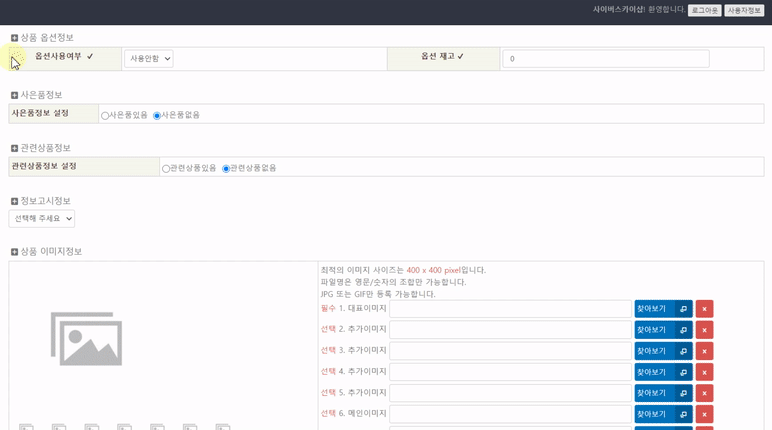 사이버스카이샵! 환영합니다. 로그아웃 사용자정보
상품 옵션정보
옵션사용여부 ✓ 사용안함 옵션 재고 ✓ 0
사은품정보
사은품정보 설정 사은품있음 사은품없음
관련상품정보
관련상품정보 설정 관련상품있음 관련상품없음
정보고시정보
선택해 주세요
상품 이미지정보
최적의 이미지 사이즈는 400 x 400 pixel입니다.
파일명은 영문/숫자의 조합만 가능합니다.
JPG 또는 GIF만 등록 가능합니다.
필수 1. 대표이미지 찾아보기 ×
선택 2. 추가이미지 찾아보기 ×
선택 3. 추가이미지 찾아보기 ×
선택 4. 추가이미지 찾아보기 ×
선택 5. 추가이미지 찾아보기 ×
선택 6. 메인이미지 찾아보기 ×